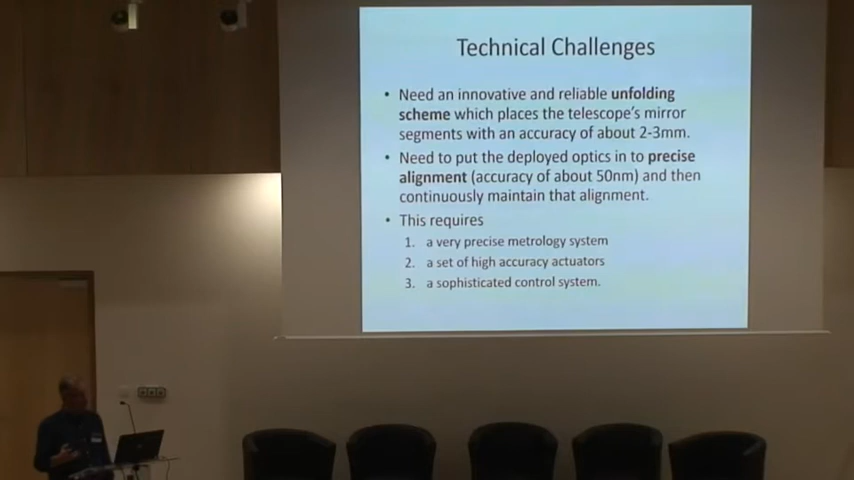 Technical Challenges
• Need an innovative and reliable unfolding
scheme which places the telescope's mirror
segments with an accuracy of about 2-3mm.
• Need to put the deployed optics in to precise
alignment (accuracy of about 50nm) and then
continuously maintain that alignment.
• This requires
1. a very precise metrology system
2. a set of high accuracy actuators
3. a sophisticated control system.